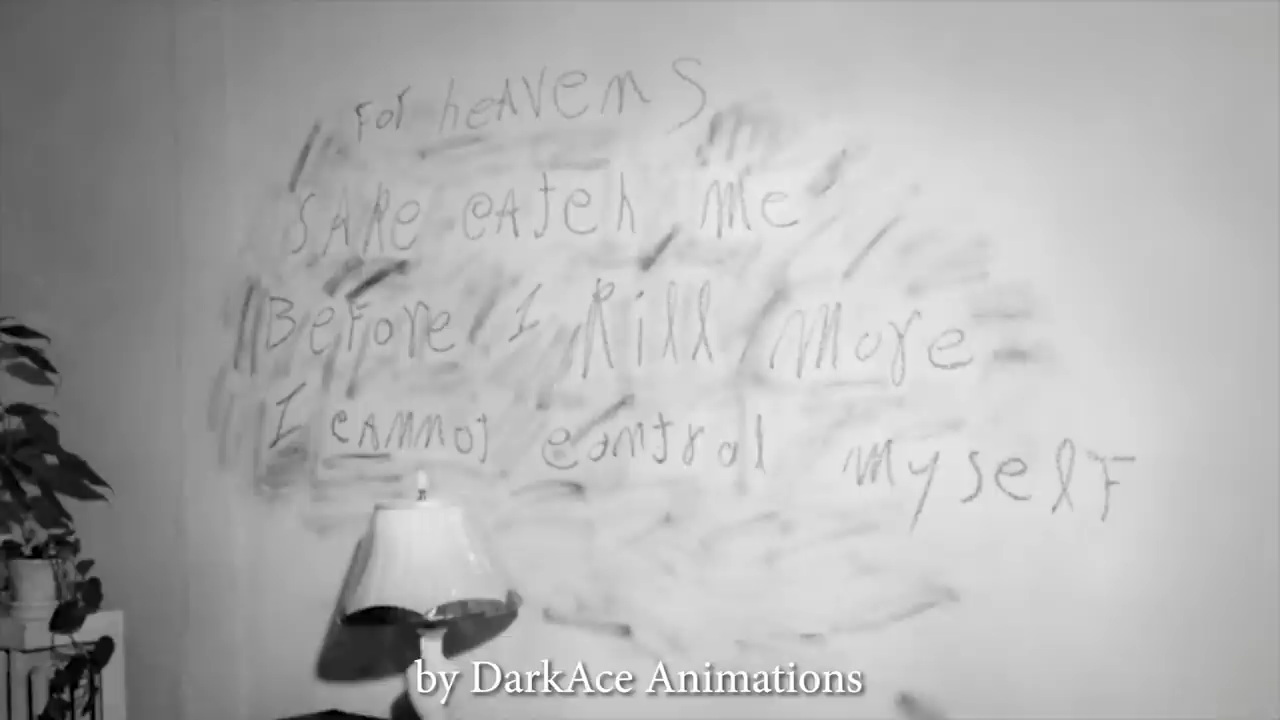 For heAVens
SAKe cAtch Me
BeFore I Kill More
I cAnnot control MyselF
by DarkAce Animations